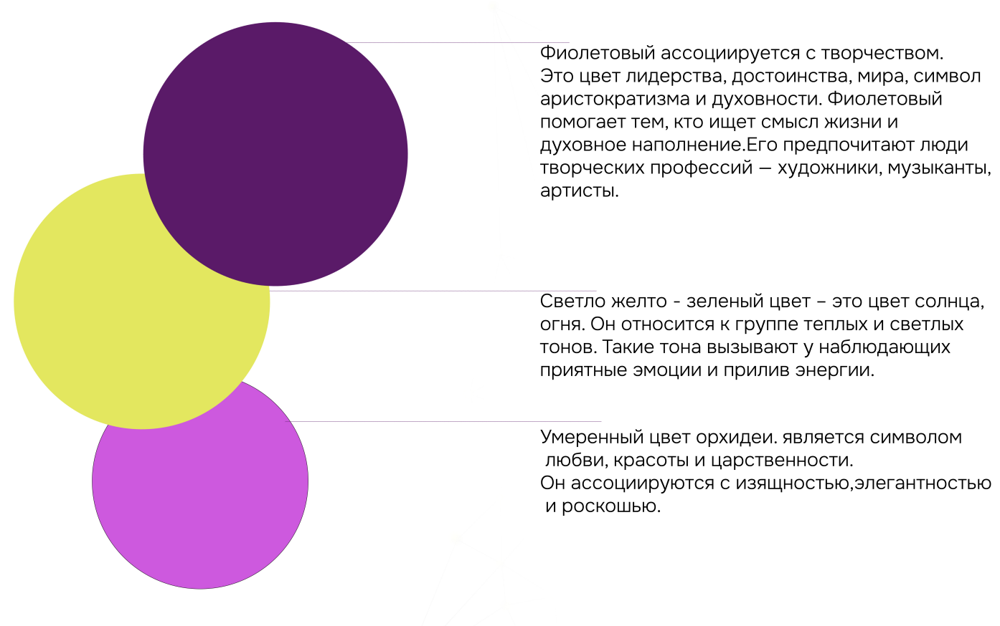 Фиолетовый ассоциируется с творчеством.
Это цвет лидерства, достоинства, мира, символ
аристократизма и духовности. Фиолетовый
помогает тем, кто ищет смысл жизни и
духовное наполнение.Его предпочитают люди
творческих профессий — художники, музыканты,
артисты.
Светло желто - зеленый цвет – это цвет солнца,
огня. Он относится к группе теплых и светлых
тонов. Такие тона вызывают у наблюдающих
приятные эмоции и прилив энергии.
Умеренный цвет орхидеи. является символом
любви, красоты и царственности.
Он ассоциируются с изящностью,элегантностью
и роскошью.